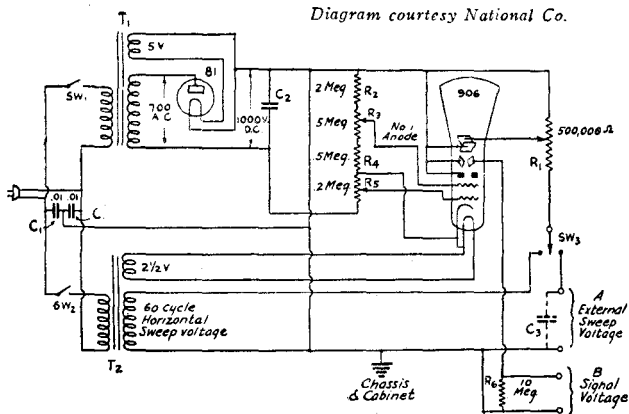 Diagram courtesy National Co.
T1
5V
81
SW1
700
A C
1000V.
D.C.
C2
2 Meg
R2
R3
5 Meg
No 1
Anode
5 Meg
R4
2 Meg
R5
906
500,000 Ω
R1
.01 .01
C1 C
SW3
2½ V
SW2
60 cycle
Horizontal
Sweep voltage
T2
Chassis
& Cabinet
C3
A
External
Sweep
Voltage
R6
10
Meg
B
Signal
Voltage